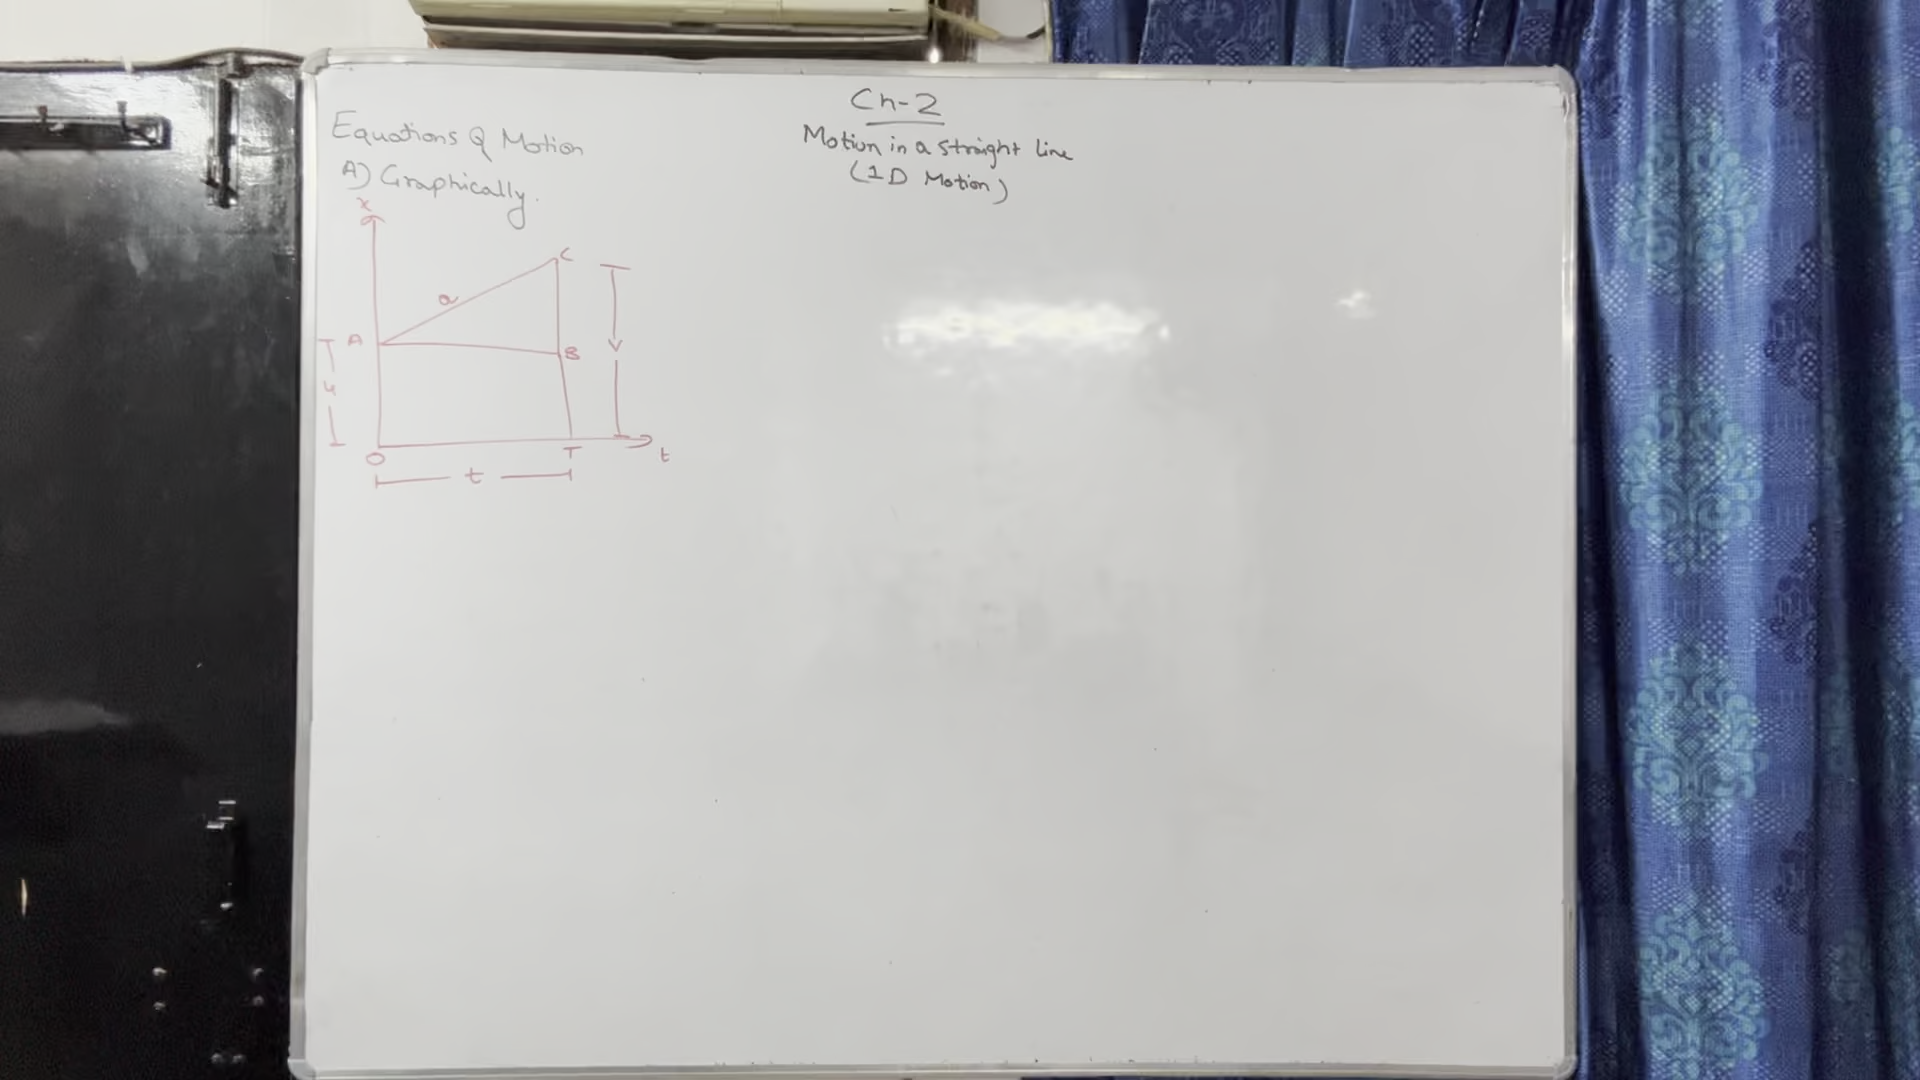 Ch-2
Motion in a straight line
(1D Motion)
Equations of Motion
A) Graphically.
x
C
a
A
B
u
v
O
T
t
t